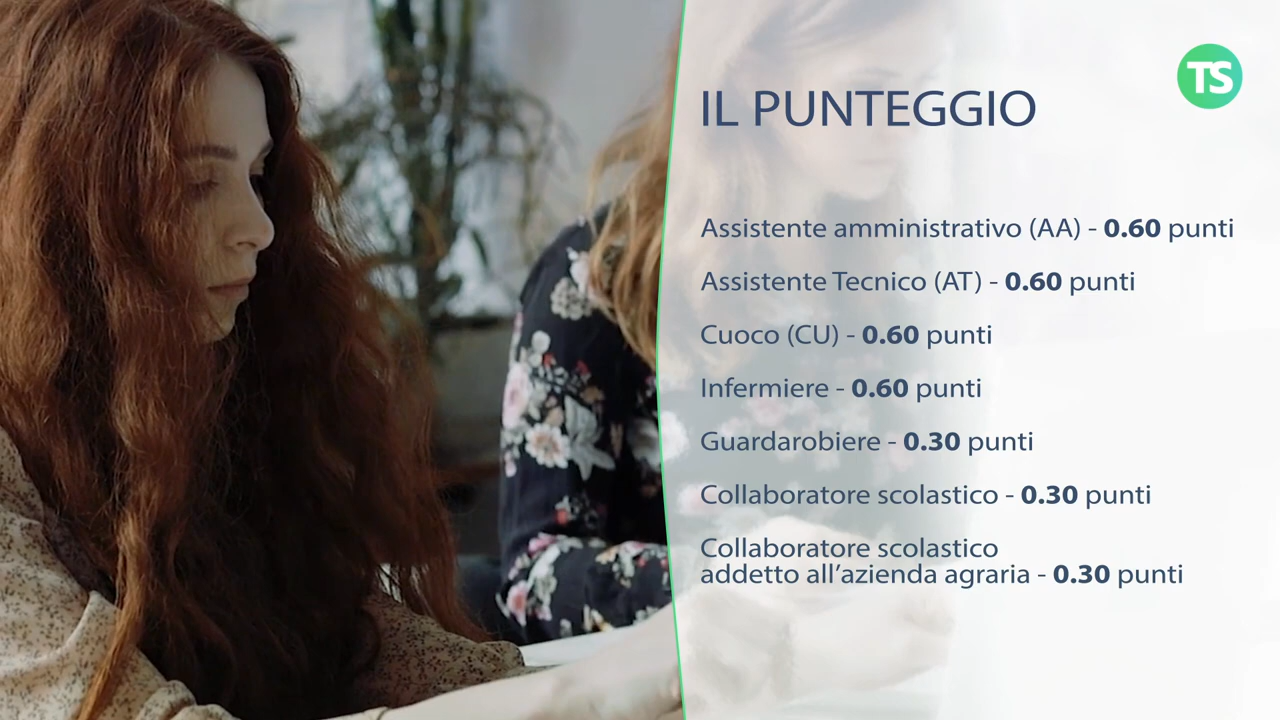 TS
IL PUNTEGGIO
Assistente amministrativo (AA) - 0.60 punti
Assistente Tecnico (AT) - 0.60 punti
Cuoco (CU) - 0.60 punti
Infermiere - 0.60 punti
Guardarobiere - 0.30 punti
Collaboratore scolastico - 0.30 punti
Collaboratore scolastico
addetto all’azienda agraria - 0.30 punti